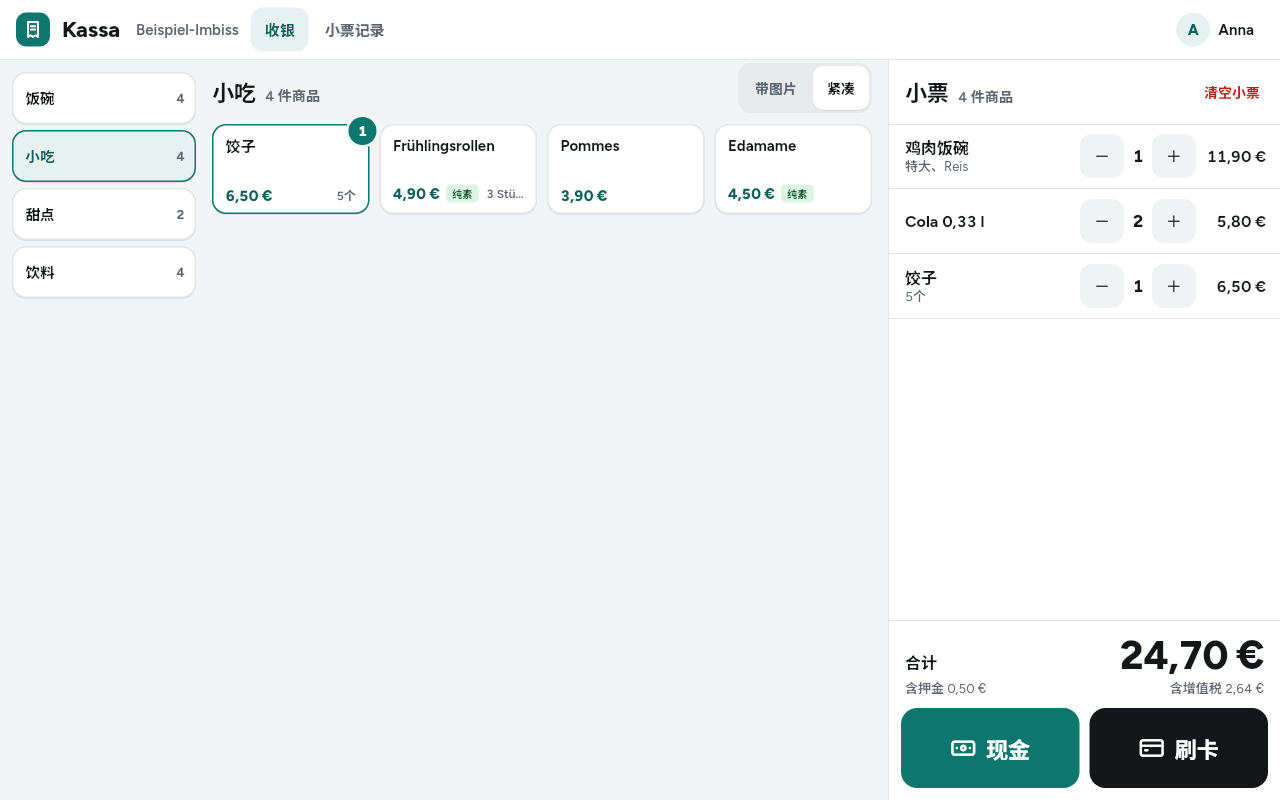 Kassa
Beispiel-Imbiss
收银
小票记录
A
Anna
饭碗 4
小吃 4
甜点 2
饮料 4
小吃 4 件商品
带图片
紧凑
1
饺子
6,50 € 5个
Frühlingsrollen
4,90 € 纯素 3 Stü...
Pommes
3,90 €
Edamame
4,50 € 纯素
小票 4 件商品
清空小票
鸡肉饭碗
特大、Reis
− 1 + 11,90 €
Cola 0,33 l
− 2 + 5,80 €
饺子
5个
− 1 + 6,50 €
合计 24,70 €
含押金 0,50 € 含增值税 2,64 €
现金
刷卡